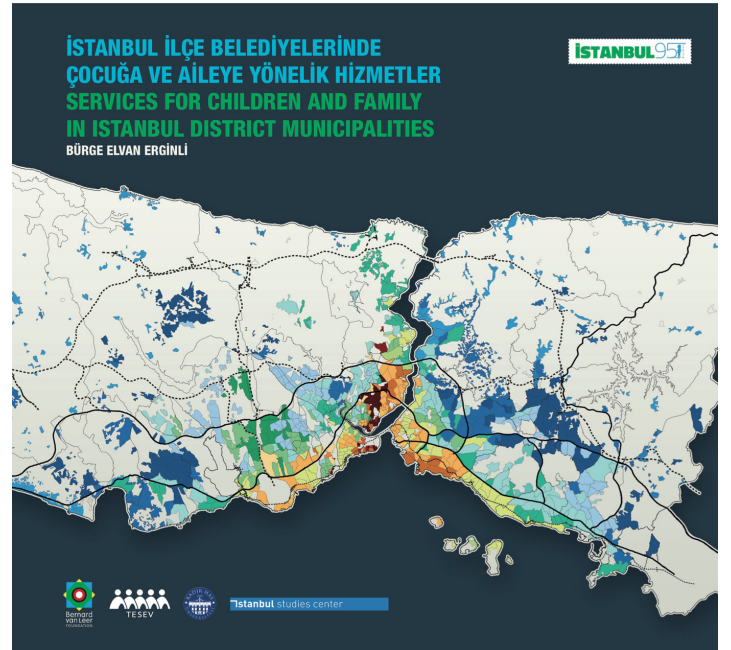 İSTANBUL İLÇE BELEDİYELERİNDE
ÇOCUĞA VE AİLEYE YÖNELİK HİZMETLER
SERVICES FOR CHILDREN AND FAMILY
IN ISTANBUL DISTRICT MUNICIPALITIES
BÜRGE ELVAN ERGİNLİ
İSTANBUL95
Bernard
van Leer
FOUNDATION
TESEV
istanbul studies center